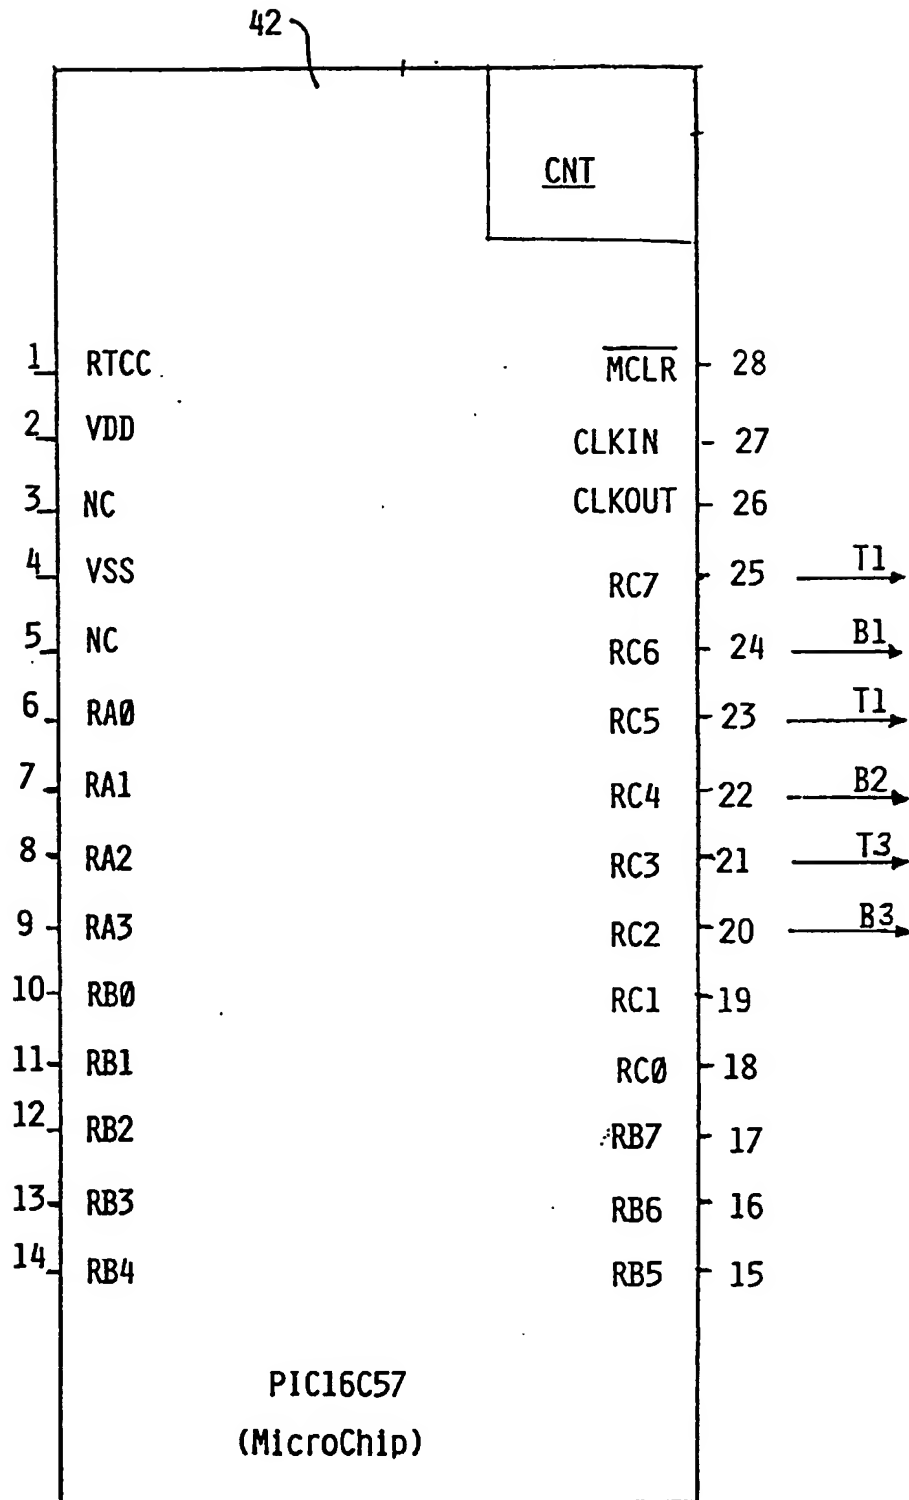 42
CNT
1 RTCC MCLR 28
2 VDD CLKIN 27
3 NC CLKOUT 26
4 VSS RC7 25 T1
5 NC RC6 24 B1
6 RAØ RC5 23 T1
7 RA1 RC4 22 B2
8 RA2 RC3 21 T3
9 RA3 RC2 20 B3
10 RBØ RC1 19
11 RB1 RCØ 18
12 RB2 RB7 17
13 RB3 RB6 16
14 RB4 RB5 15
PIC16C57
(MicroChip)